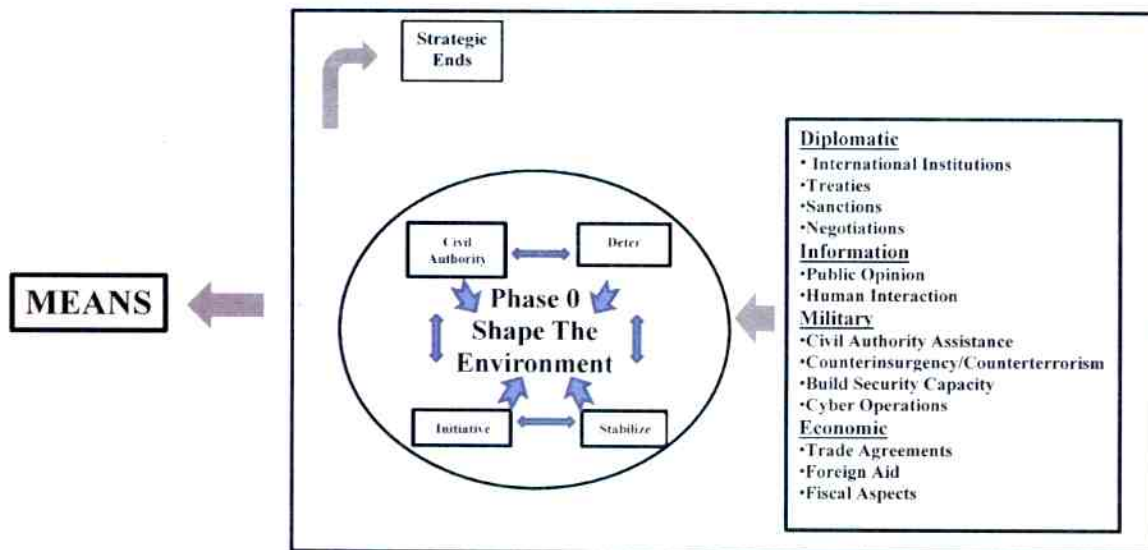 Strategic
Ends
MEANS
Civil
Authority
Deter
Phase 0
Shape The
Environment
Initiative
Stabilize
Diplomatic
• International Institutions
•Treaties
•Sanctions
•Negotiations
Information
•Public Opinion
•Human Interaction
Military
•Civil Authority Assistance
•Counterinsurgency/Counterterrorism
•Build Security Capacity
•Cyber Operations
Economic
•Trade Agreements
•Foreign Aid
•Fiscal Aspects